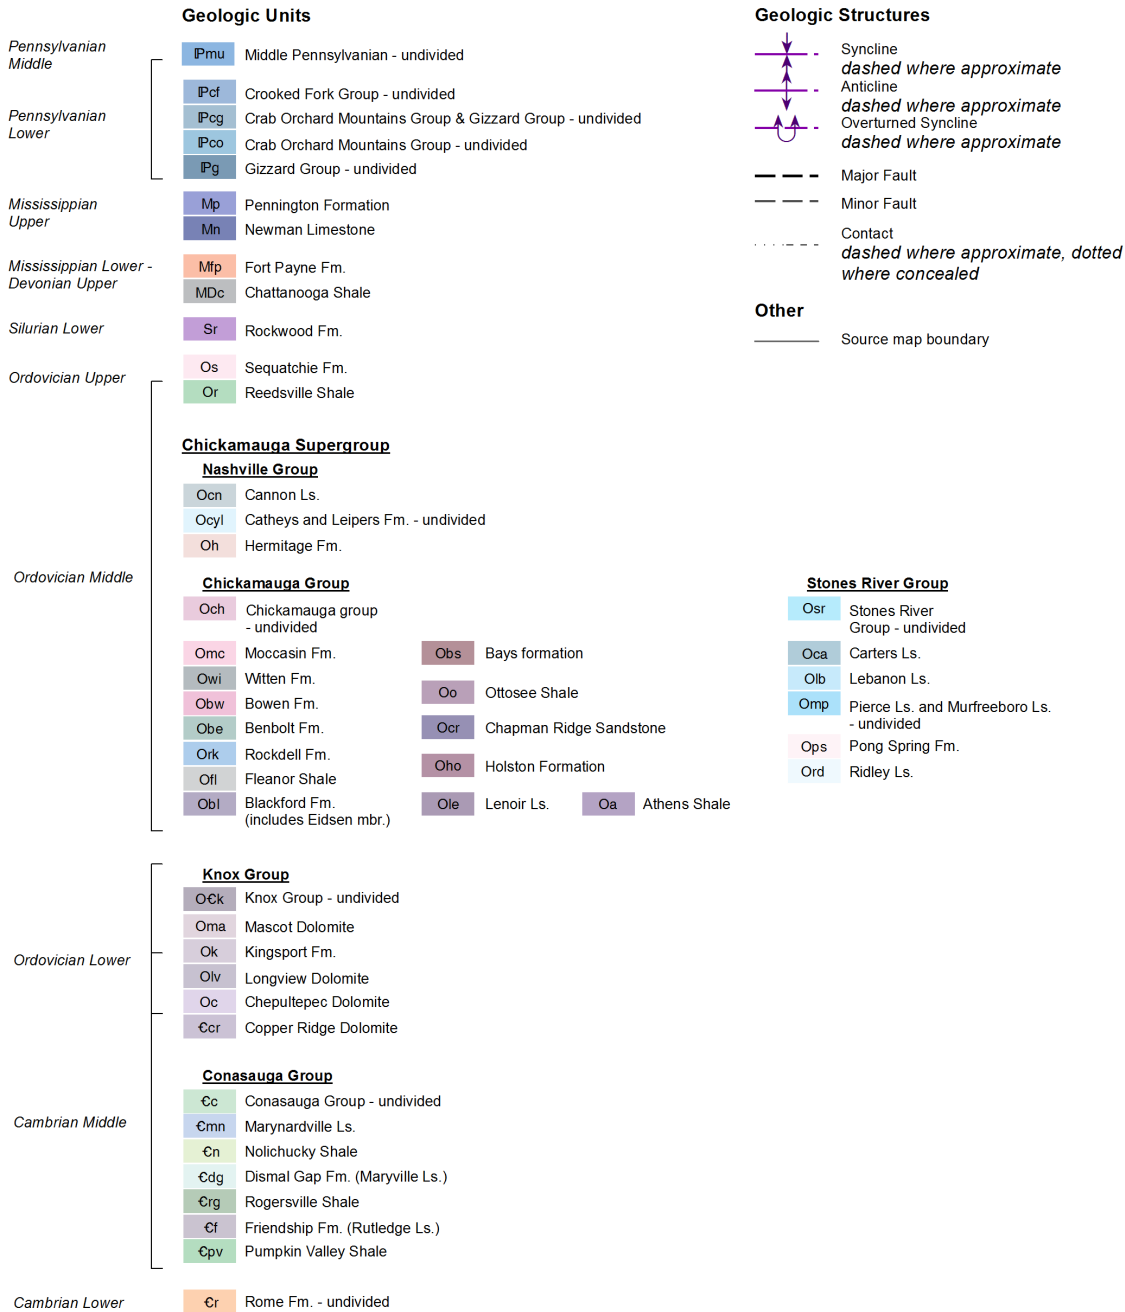 Geologic Units
Pennsylvanian
Middle
ℙmu Middle Pennsylvanian - undivided
Pennsylvanian
Lower
ℙcf Crooked Fork Group - undivided
ℙcg Crab Orchard Mountains Group & Gizzard Group - undivided
ℙco Crab Orchard Mountains Group - undivided
ℙg Gizzard Group - undivided
Mississippian
Upper
Mp Pennington Formation
Mn Newman Limestone
Mississippian Lower -
Devonian Upper
Mfp Fort Payne Fm.
MDc Chattanooga Shale
Silurian Lower
Sr Rockwood Fm.
Ordovician Upper
Os Sequatchie Fm.
Or Reedsville Shale
Chickamauga Supergroup
Nashville Group
Ocn Cannon Ls.
Ocyl Catheys and Leipers Fm. - undivided
Oh Hermitage Fm.
Ordovician Middle
Chickamauga Group
Och Chickamauga group
- undivided
Omc Moccasin Fm.
Owi Witten Fm.
Obw Bowen Fm.
Obe Benbolt Fm.
Ork Rockdell Fm.
Ofl Fleanor Shale
Obl Blackford Fm.
(includes Eidsen mbr.)
Obs Bays formation
Oo Ottosee Shale
Ocr Chapman Ridge Sandstone
Oho Holston Formation
Ole Lenoir Ls.
Oa Athens Shale
Stones River Group
Osr Stones River
Group - undivided
Oca Carters Ls.
Olb Lebanon Ls.
Omp Pierce Ls. and Murfreeboro Ls.
- undivided
Ops Pong Spring Fm.
Ord Ridley Ls.
Knox Group
O€k Knox Group - undivided
Oma Mascot Dolomite
Ok Kingsport Fm.
Ordovician Lower
Olv Longview Dolomite
Oc Chepultepec Dolomite
€cr Copper Ridge Dolomite
Conasauga Group
€c Conasauga Group - undivided
Cambrian Middle
€mn Marynardville Ls.
€n Nolichucky Shale
€dg Dismal Gap Fm. (Maryville Ls.)
€rg Rogersville Shale
€f Friendship Fm. (Rutledge Ls.)
€pv Pumpkin Valley Shale
Cambrian Lower
€r Rome Fm. - undivided
Geologic Structures
Syncline
dashed where approximate
Anticline
dashed where approximate
Overturned Syncline
dashed where approximate
Major Fault
Minor Fault
Contact
dashed where approximate, dotted
where concealed
Other
Source map boundary